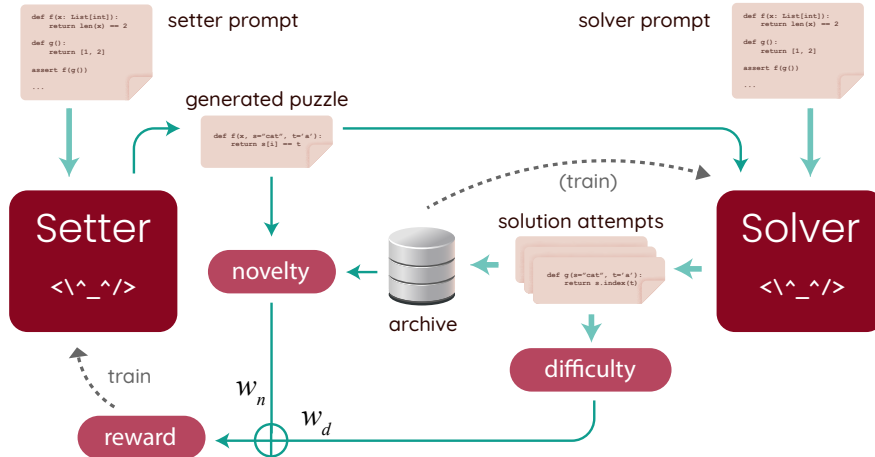 setter prompt
def f(x: List[int]):
return len(x) == 2
def g():
return [1, 2]
assert f(g())
...
solver prompt
def f(x: List[int]):
return len(x) == 2
def g():
return [1, 2]
assert f(g())
...
generated puzzle
def f(x, s="cat", t='a'):
return s[i] == t
Setter
<\^_^/>
(train)
Solver
<\^_^/>
novelty
archive
solution attempts
def g(s="cat", t='a'):
return s.index(t)
difficulty
train
w_n
w_d
reward